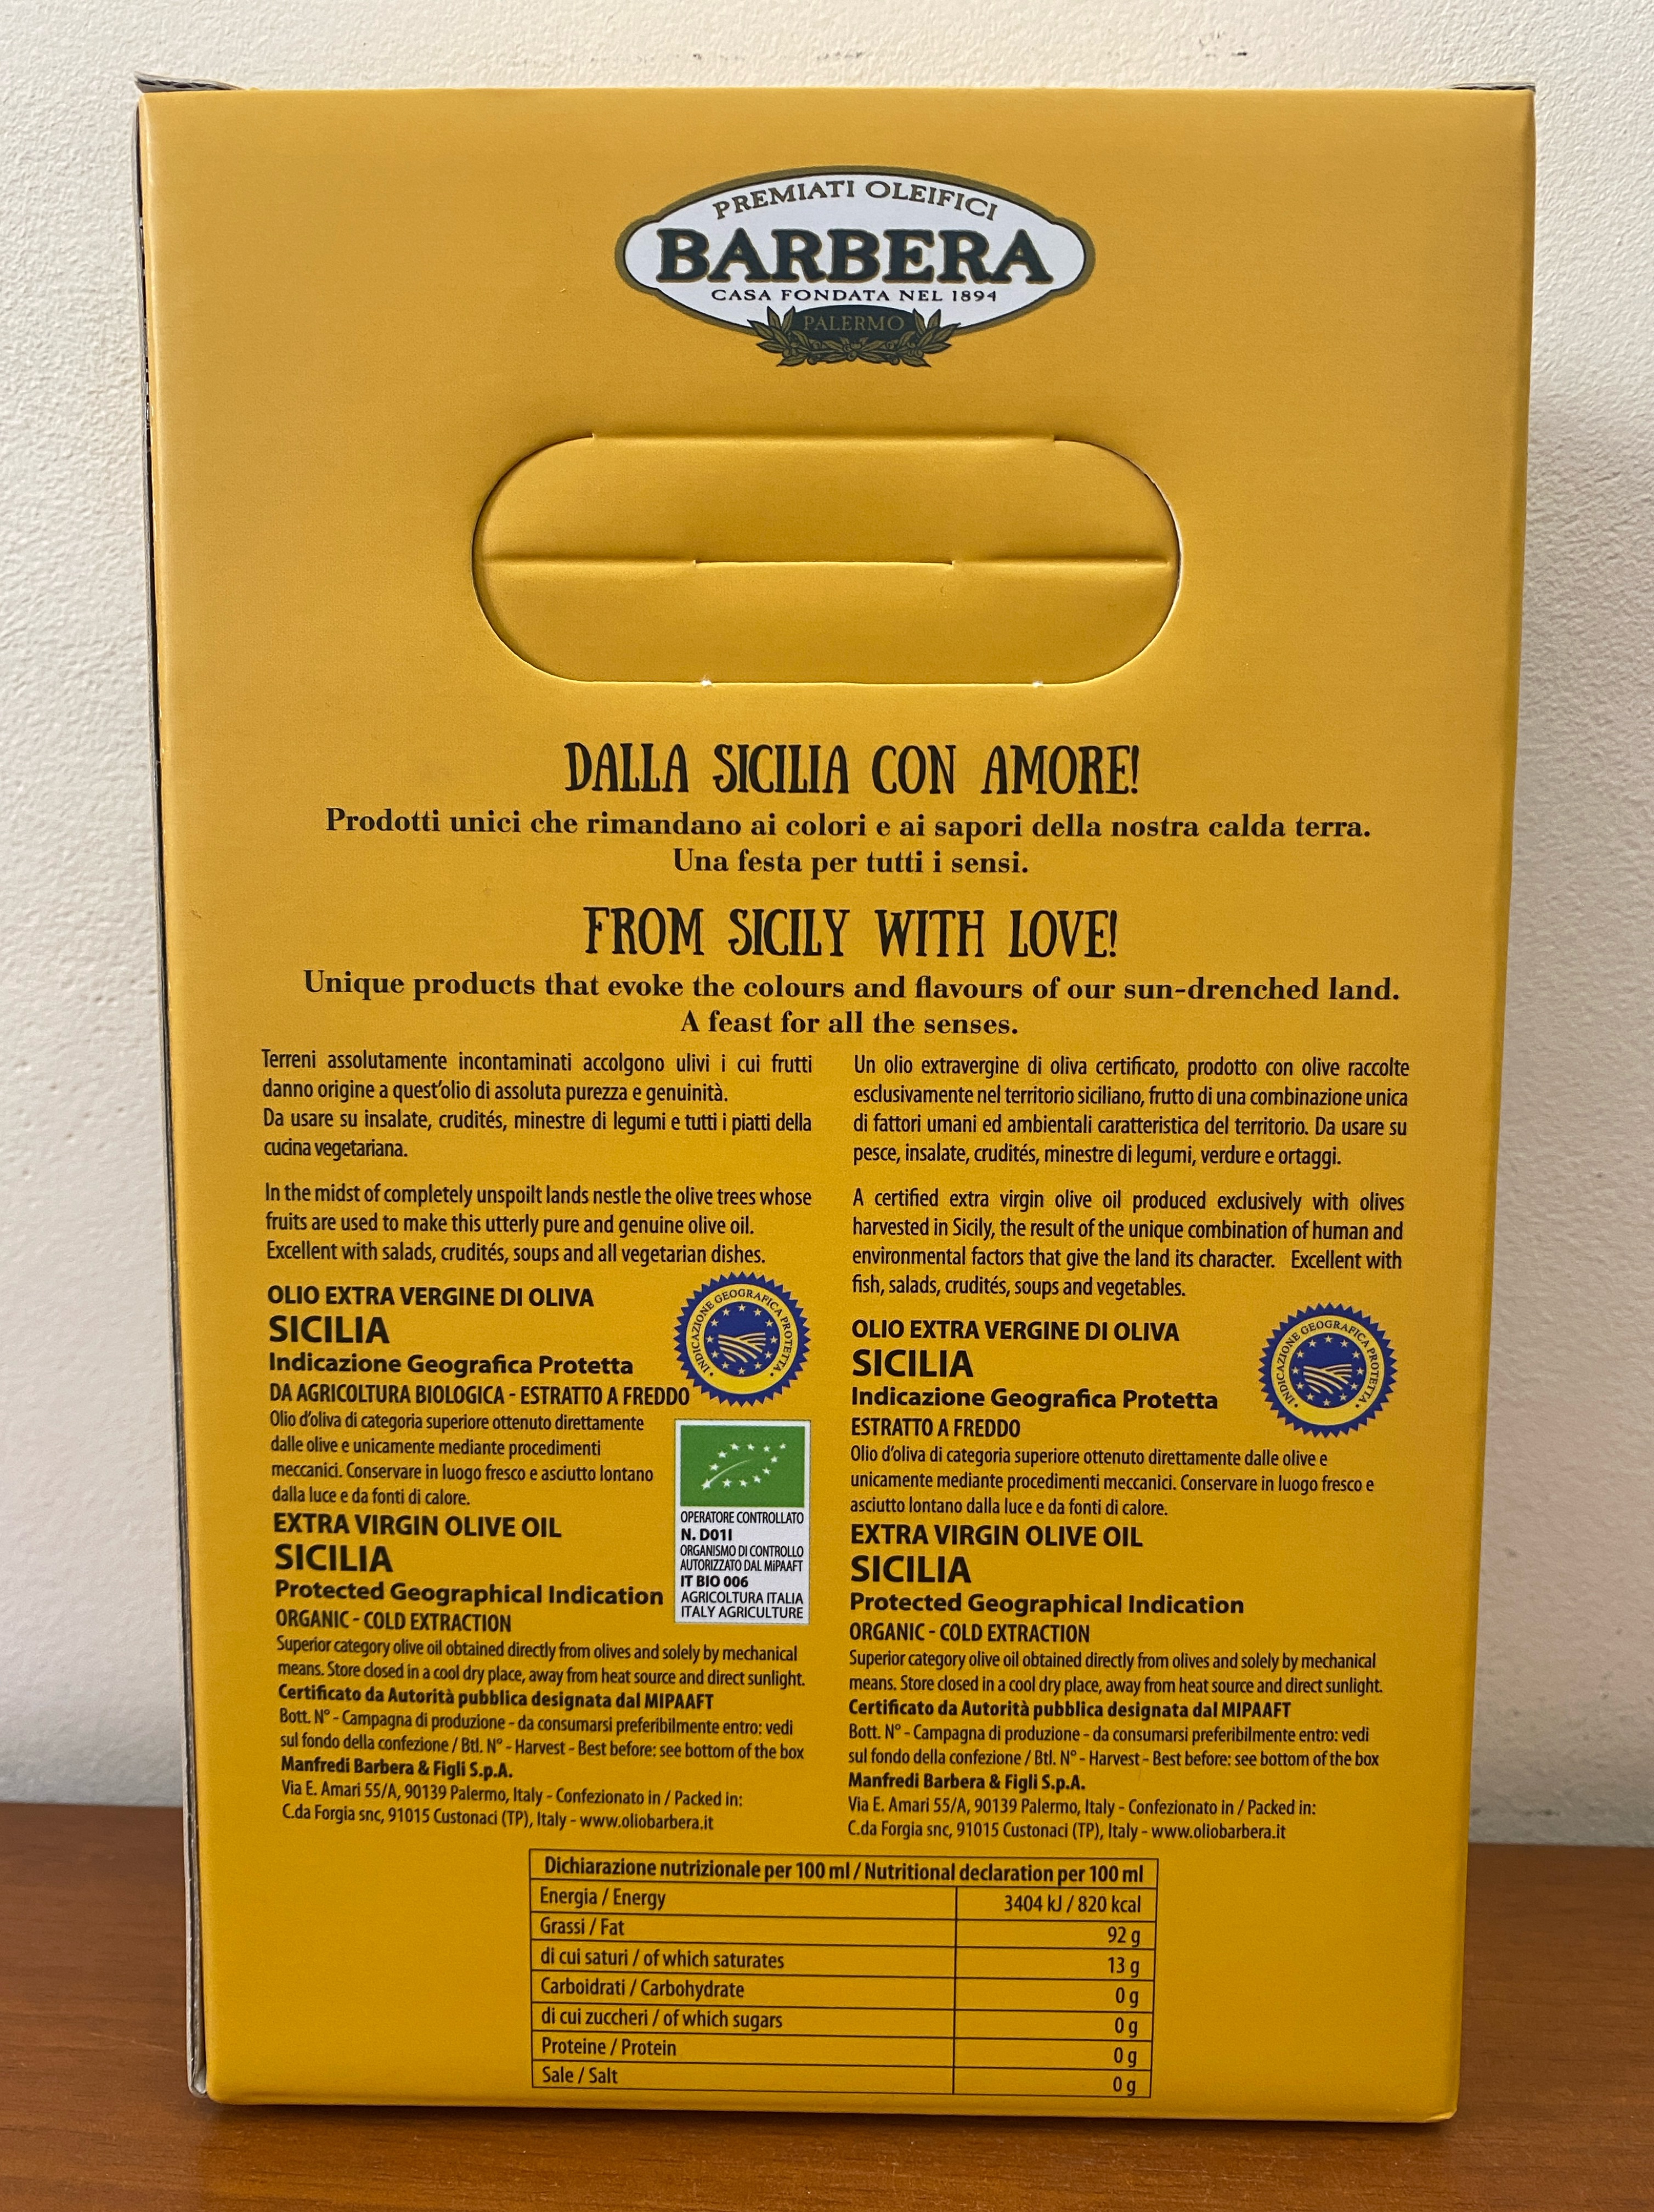 PREMIATI OLEIFICI
BARBERA
CASA FONDATA NEL 1894
PALERMO
DALLA SICILIA CON AMORE!
Prodotti unici che rimandano ai colori e ai sapori della nostra calda terra.
Una festa per tutti i sensi.
FROM SICILY WITH LOVE!
Unique products that evoke the colours and flavours of our sun-drenched land.
A feast for all the senses.
Terreni assolutamente incontaminati accolgono ulivi i cui frutti
danno origine a quest'olio di assoluta purezza e genuinità.
Da usare su insalate, crudités, minestre di legumi e tutti i piatti della
cucina vegetariana.
In the midst of completely unspoilt lands nestle the olive trees whose
fruits are used to make this utterly pure and genuine olive oil.
Excellent with salads, crudités, soups and all vegetarian dishes.
OLIO EXTRA VERGINE DI OLIVA
SICILIA
Indicazione Geografica Protetta
DA AGRICOLTURA BIOLOGICA - ESTRATTO A FREDDO
Olio d'oliva di categoria superiore ottenuto direttamente
dalle olive e unicamente mediante procedimenti
meccanici. Conservare in luogo fresco e asciutto lontano
dalla luce e da fonti di calore.
INDICAZIONE GEOGRAFICA PROTETTA
OPERATORE CONTROLLATO
N. D01I
ORGANISMO DI CONTROLLO
AUTORIZZATO DAL MiPAAFT
IT BIO 006
AGRICOLTURA ITALIA
ITALY AGRICULTURE
EXTRA VIRGIN OLIVE OIL
SICILIA
Protected Geographical Indication
ORGANIC - COLD EXTRACTION
Superior category olive oil obtained directly from olives and solely by mechanical
means. Store closed in a cool dry place, away from heat source and direct sunlight.
Certificato da Autorità pubblica designata dal MIPAAFT
Bott. N° - Campagna di produzione - da consumarsi preferibilmente entro: vedi
sul fondo della confezione / Btl. N° - Harvest - Best before: see bottom of the box
Manfredi Barbera & Figli S.p.A.
Via E. Amari 55/A, 90139 Palermo, Italy - Confezionato in / Packed in:
C.da Forgia snc, 91015 Custonaci (TP), Italy - www.oliobarbera.it
Un olio extravergine di oliva certificato, prodotto con olive raccolte
esclusivamente nel territorio siciliano, frutto di una combinazione unica
di fattori umani ed ambientali caratteristica del territorio. Da usare su
pesce, insalate, crudités, minestre di legumi, verdure e ortaggi.
A certified extra virgin olive oil produced exclusively with olives
harvested in Sicily, the result of the unique combination of human and
environmental factors that give the land its character. Excellent with
fish, salads, crudités, soups and vegetables.
OLIO EXTRA VERGINE DI OLIVA
SICILIA
Indicazione Geografica Protetta
ESTRATTO A FREDDO
INDICAZIONE GEOGRAFICA PROTETTA
Olio d'oliva di categoria superiore ottenuto direttamente dalle olive e
unicamente mediante procedimenti meccanici. Conservare in luogo fresco e
asciutto lontano dalla luce e da fonti di calore.
EXTRA VIRGIN OLIVE OIL
SICILIA
Protected Geographical Indication
ORGANIC - COLD EXTRACTION
Superior category olive oil obtained directly from olives and solely by mechanical
means. Store closed in a cool dry place, away from heat source and direct sunlight.
Certificato da Autorità pubblica designata dal MIPAAFT
Bott. N° - Campagna di produzione - da consumarsi preferibilmente entro: vedi
sul fondo della confezione / Btl. N° - Harvest - Best before: see bottom of the box
Manfredi Barbera & Figli S.p.A.
Via E. Amari 55/A, 90139 Palermo, Italy - Confezionato in / Packed in:
C.da Forgia snc, 91015 Custonaci (TP), Italy - www.oliobarbera.it
Dichiarazione nutrizionale per 100 ml / Nutritional declaration per 100 ml
Energia / Energy 3404 kJ / 820 kcal
Grassi / Fat 92 g
di cui saturi / of which saturates 13 g
Carboidrati / Carbohydrate 0 g
di cui zuccheri / of which sugars 0 g
Proteine / Protein 0 g
Sale / Salt 0 g